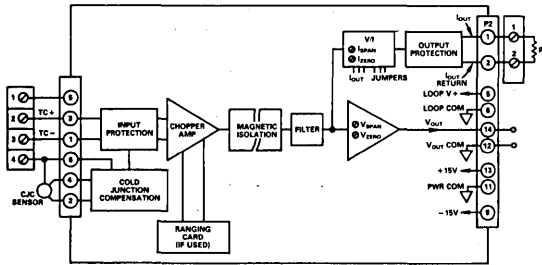 IOUT
P2
V/I
ISPAN
IZERO
IOUT JUMPERS
OUTPUT
PROTECTION
1
2
1
2
IOUT
RETURN
LOOP V+
5
LOOP COM
6
VOUT
14
VOUT COM
12
+15V
13
PWR COM
11
-15V
9
1
5
2
TC+
3
3
TC-
1
4
6
4
2
CJC
SENSOR
INPUT
PROTECTION
COLD
JUNCTION
COMPENSATION
CHOPPER
AMP
RANGING
CARD
(IF USED)
MAGNETIC
ISOLATION
FILTER
VSPAN
VZERO